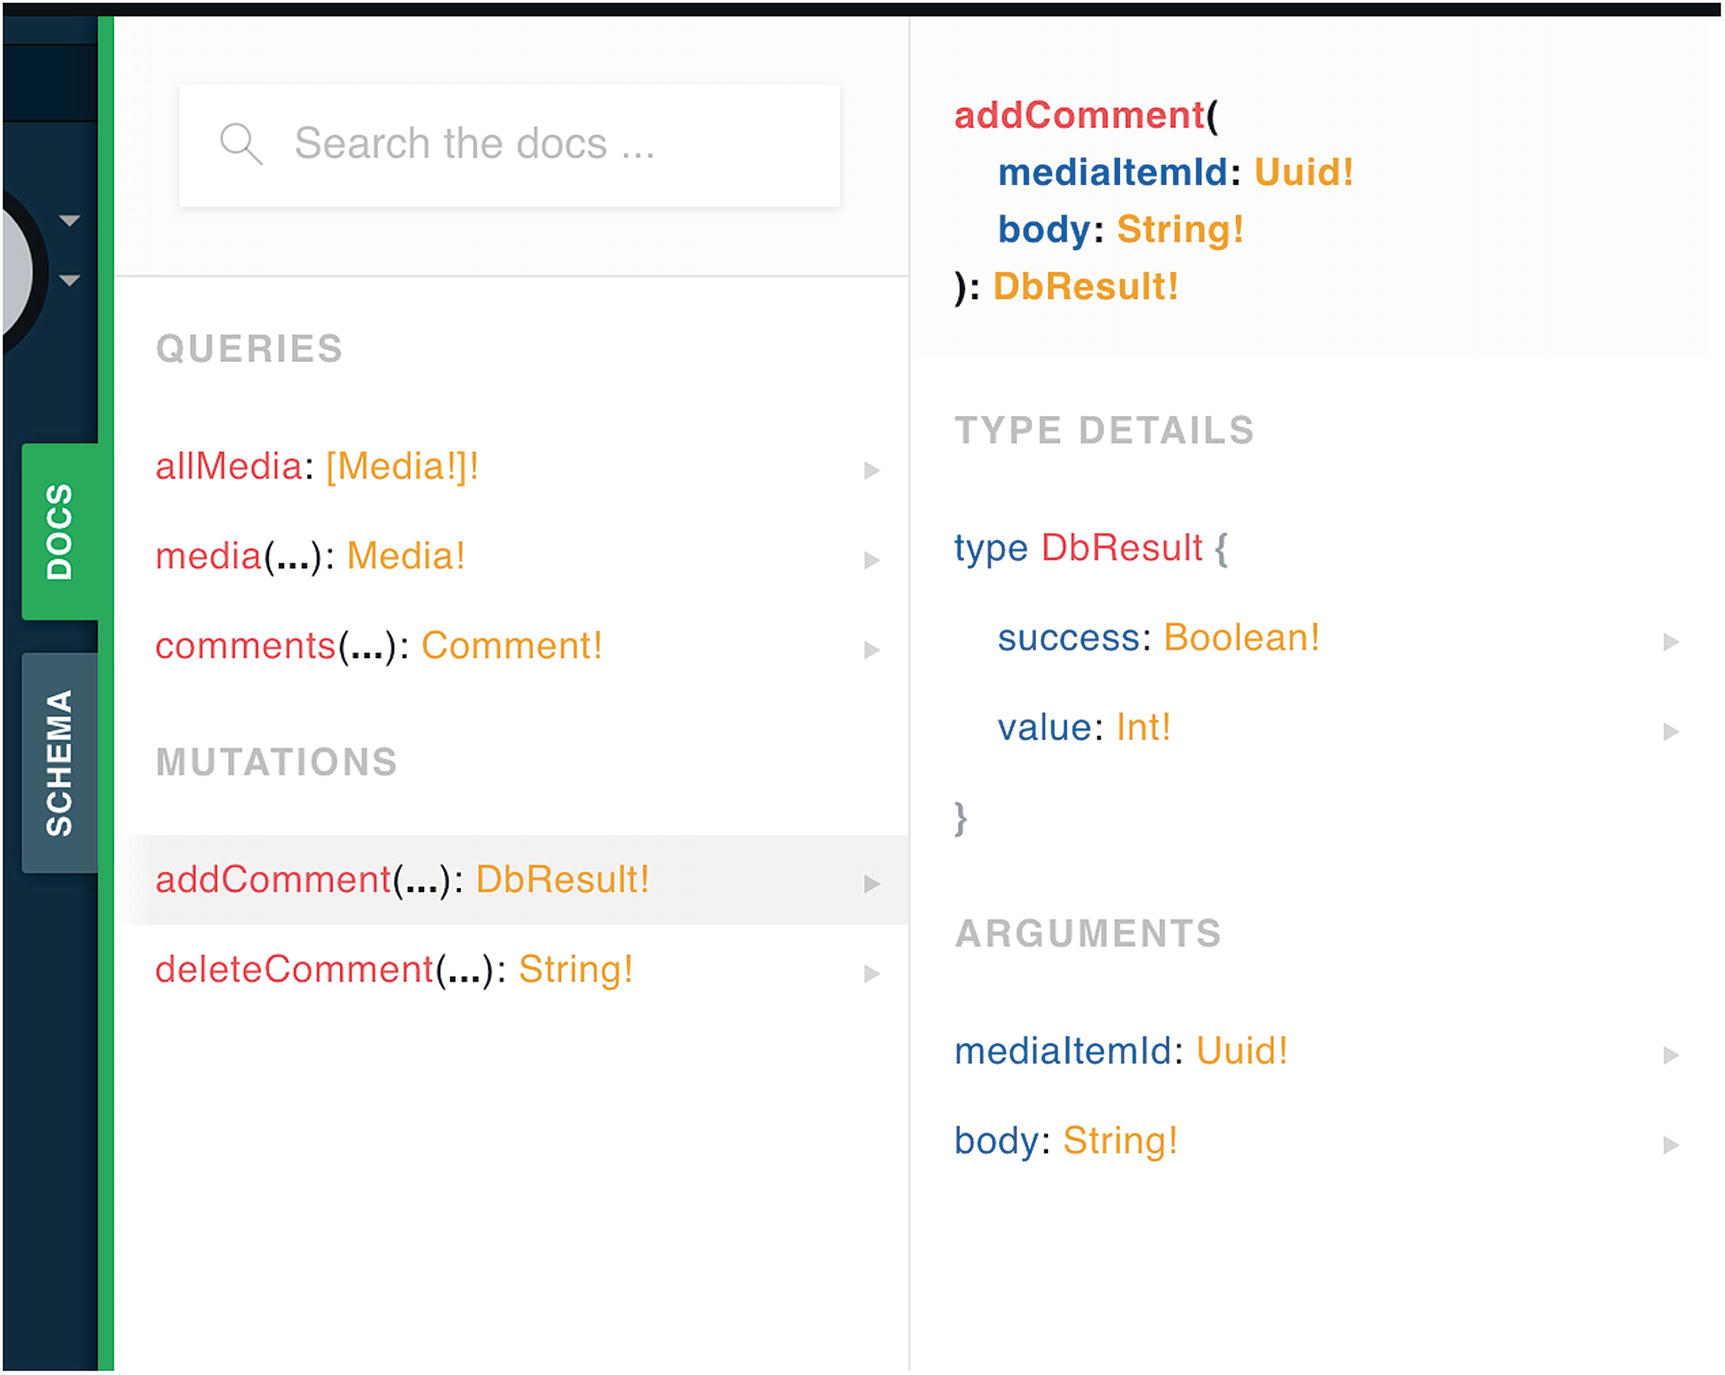 DOCS
SCHEMA
Search the docs ...
QUERIES
allMedia: [Media!]!
media(...): Media!
comments(...): Comment!
MUTATIONS
addComment(...): DbResult!
deleteComment(...): String!
addComment(
mediaItemId: Uuid!
body: String!
): DbResult!
TYPE DETAILS
type DbResult {
success: Boolean!
value: Int!
}
ARGUMENTS
mediaItemId: Uuid!
body: String!